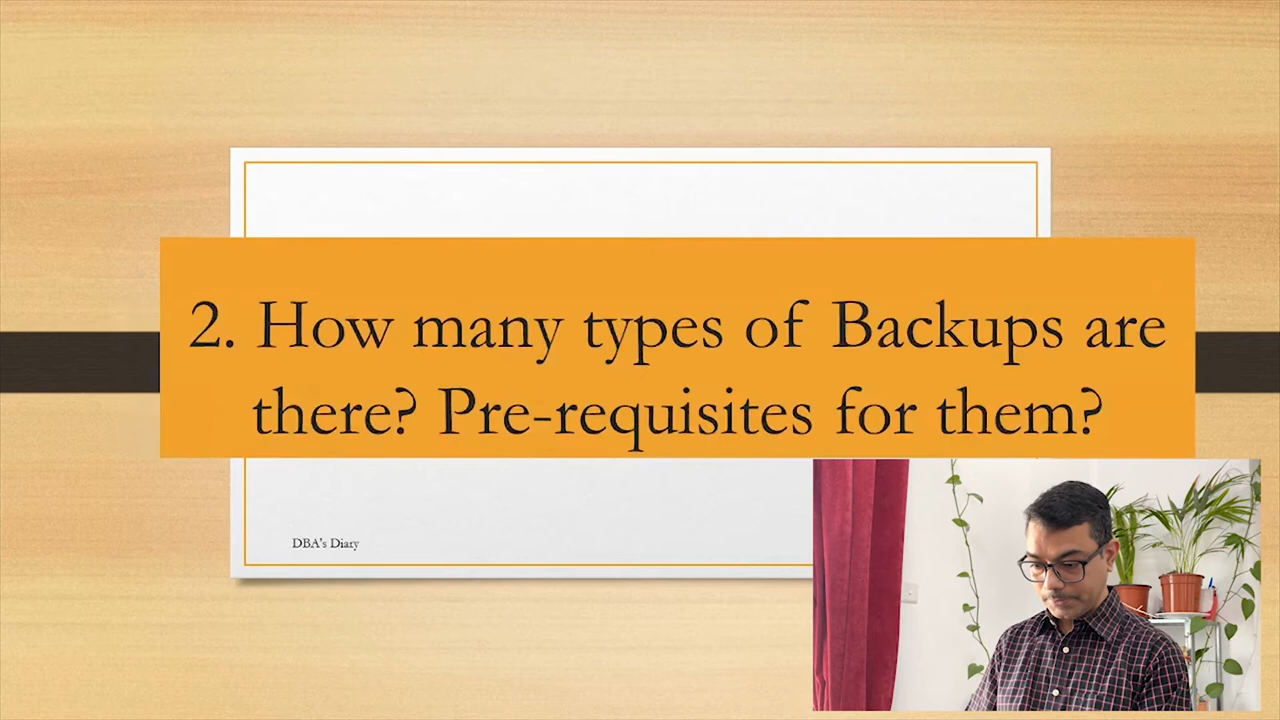 2. How many types of Backups are
there? Pre-requisites for them?
DBA's Diary